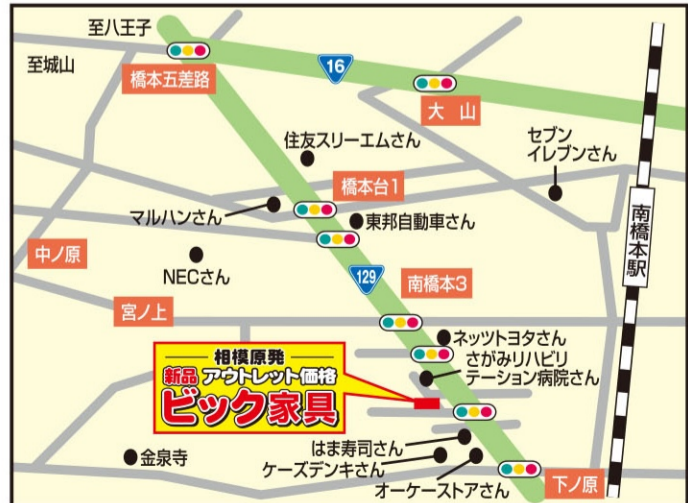 至八王子
至城山
橋本五差路
16
大 山
住友スリーエムさん
セブン
イレブンさん
橋本台1
マルハンさん
東邦自動車さん
南橋本駅
中ノ原
NECさん
129
南橋本3
宮ノ上
ネッツトヨタさん
さがみリハビリ
テーション病院さん
相模原発
新品 アウトレット価格
ビック家具
はま寿司さん
ケーズデンキさん
オーケーストアさん
金泉寺
下ノ原